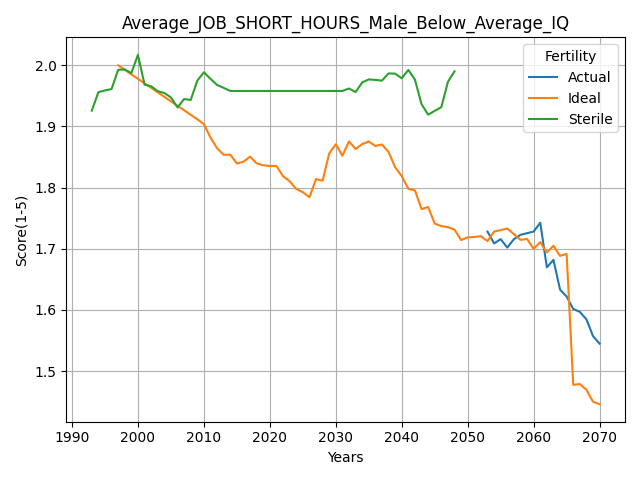 Average_JOB_SHORT_HOURS_Male_Below_Average_IQ
Fertility
Actual
Ideal
Sterile
Score(1-5)
2.0
1.9
1.8
1.7
1.6
1.5
1990 2000 2010 2020 2030 2040 2050 2060 2070
Years